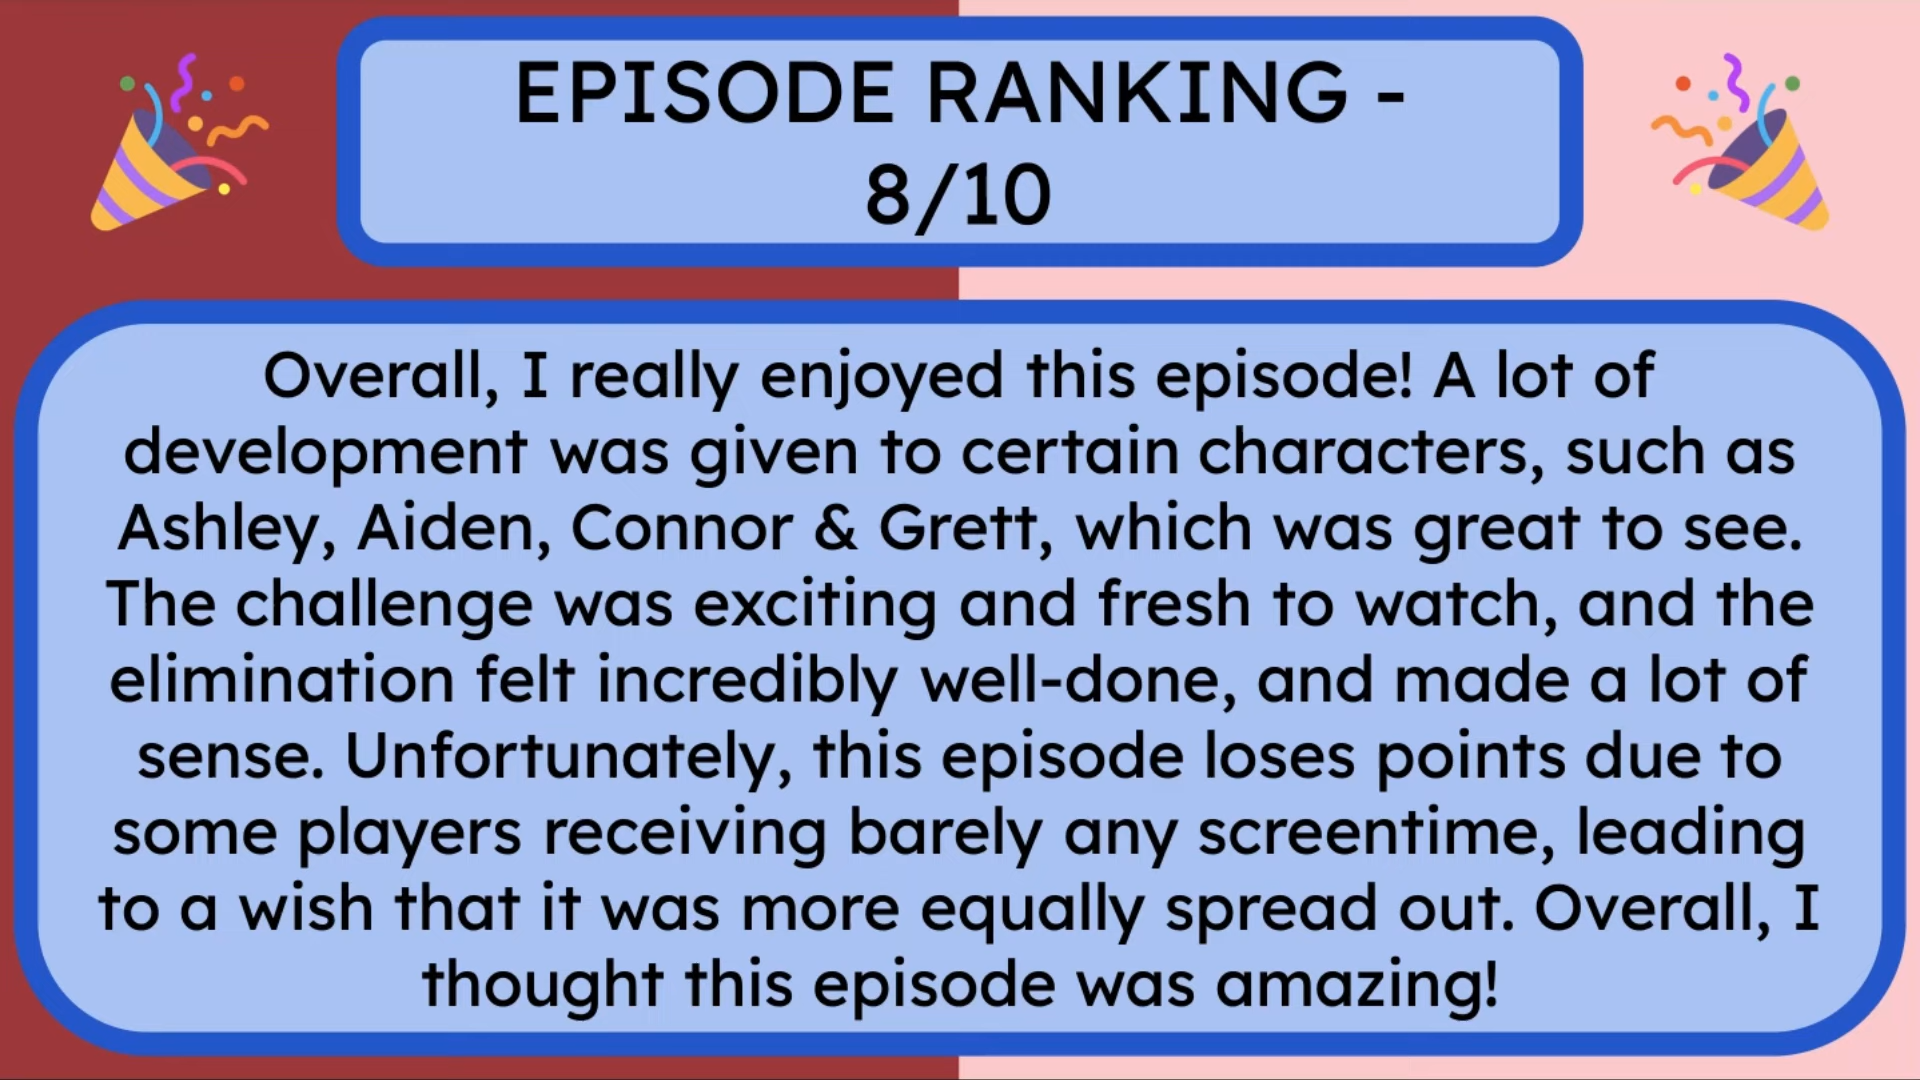 EPISODE RANKING -
8/10
Overall, I really enjoyed this episode! A lot of
development was given to certain characters, such as
Ashley, Aiden, Connor & Grett, which was great to see.
The challenge was exciting and fresh to watch, and the
elimination felt incredibly well-done, and made a lot of
sense. Unfortunately, this episode loses points due to
some players receiving barely any screentime, leading
to a wish that it was more equally spread out. Overall, I
thought this episode was amazing!